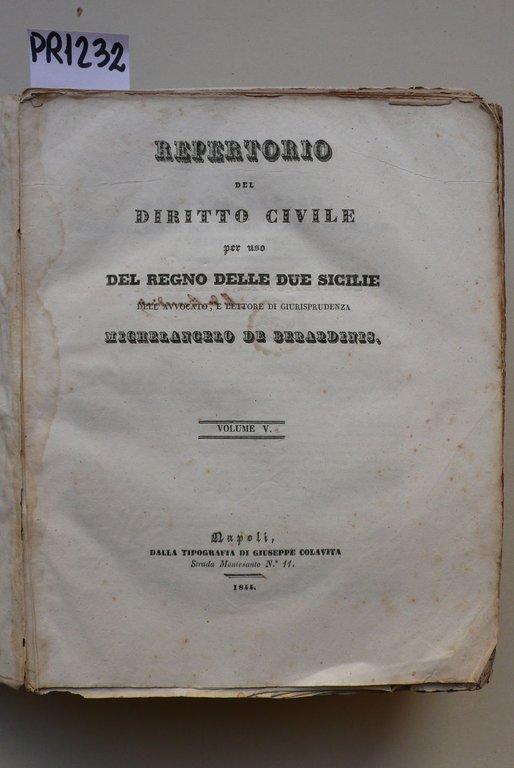 PR1232
REPERTORIO
DEL
DIRITTO CIVILE
per uso
DEL REGNO DELLE DUE SICILIE
DELL'AVVOCATO, E LETTORE DI GIURISPRUDENZA
MICHELANGELO DE BERARDINIS.
VOLUME V.
Napoli,
DALLA TIPOGRAFIA DI GIUSEPPE COLAVITA
Strada Montesanto N.° 11.
1844.